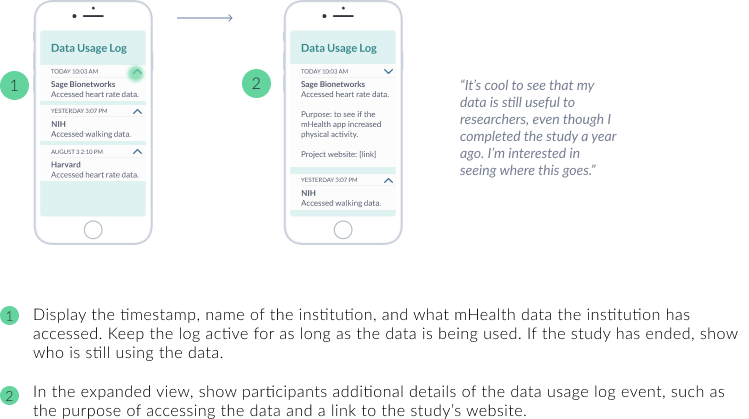 Data Usage Log
1
TODAY 10:03 AM
Sage Bionetworks
Accessed heart rate data.
YESTERDAY 3:07 PM
NIH
Accessed walking data.
AUGUST 3 2:10 PM
Harvard
Accessed heart rate data.
Data Usage Log
2
TODAY 10:03 AM
Sage Bionetworks
Accessed heart rate data.
Purpose: to see if the
mHealth app increased
physical activity.
Project website: [link]
YESTERDAY 3:07 PM
NIH
Accessed walking data.
“It’s cool to see that my
data is still useful to
researchers, even though I
completed the study a year
ago. I’m interested in
seeing where this goes.”
1 Display the timestamp, name of the institution, and what mHealth data the institution has
accessed. Keep the log active for as long as the data is being used. If the study has ended, show
who is still using the data.
2 In the expanded view, show participants additional details of the data usage log event, such as
the purpose of accessing the data and a link to the study’s website.